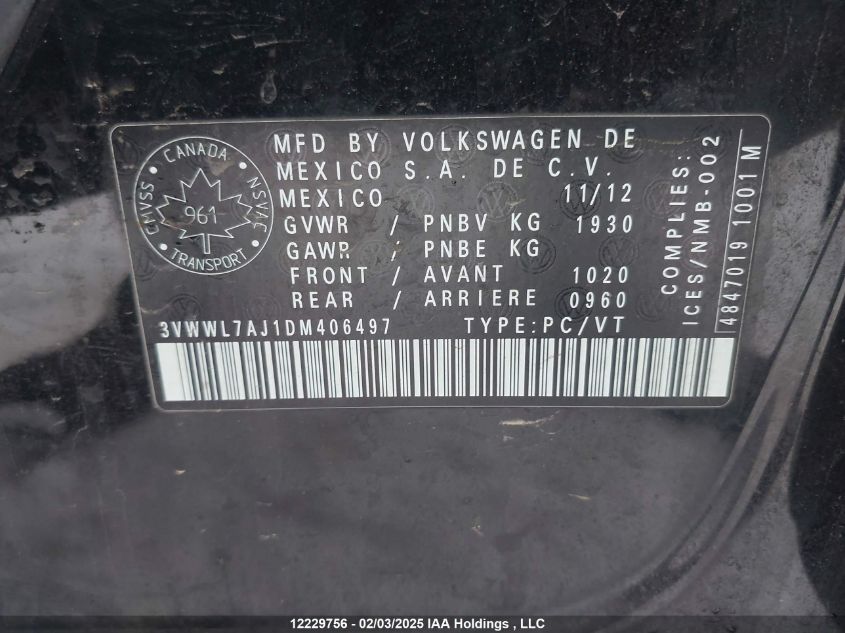 MFD BY VOLKSWAGEN DE
MEXICO S.A. DE C.V.
MEXICO 11/12
GVWR / PNBV KG 1930
GAWR / PNBE KG
FRONT / AVANT 1020
REAR / ARRIERE 0960
3VWWL7AJ1DM406497 TYPE:PC/VT
CANADA
CMVSS NSVAC
961
TRANSPORT
COMPLIES:
ICES/NMB-002
4847019 1001 M
12229756 - 02/03/2025 IAA Holdings , LLC